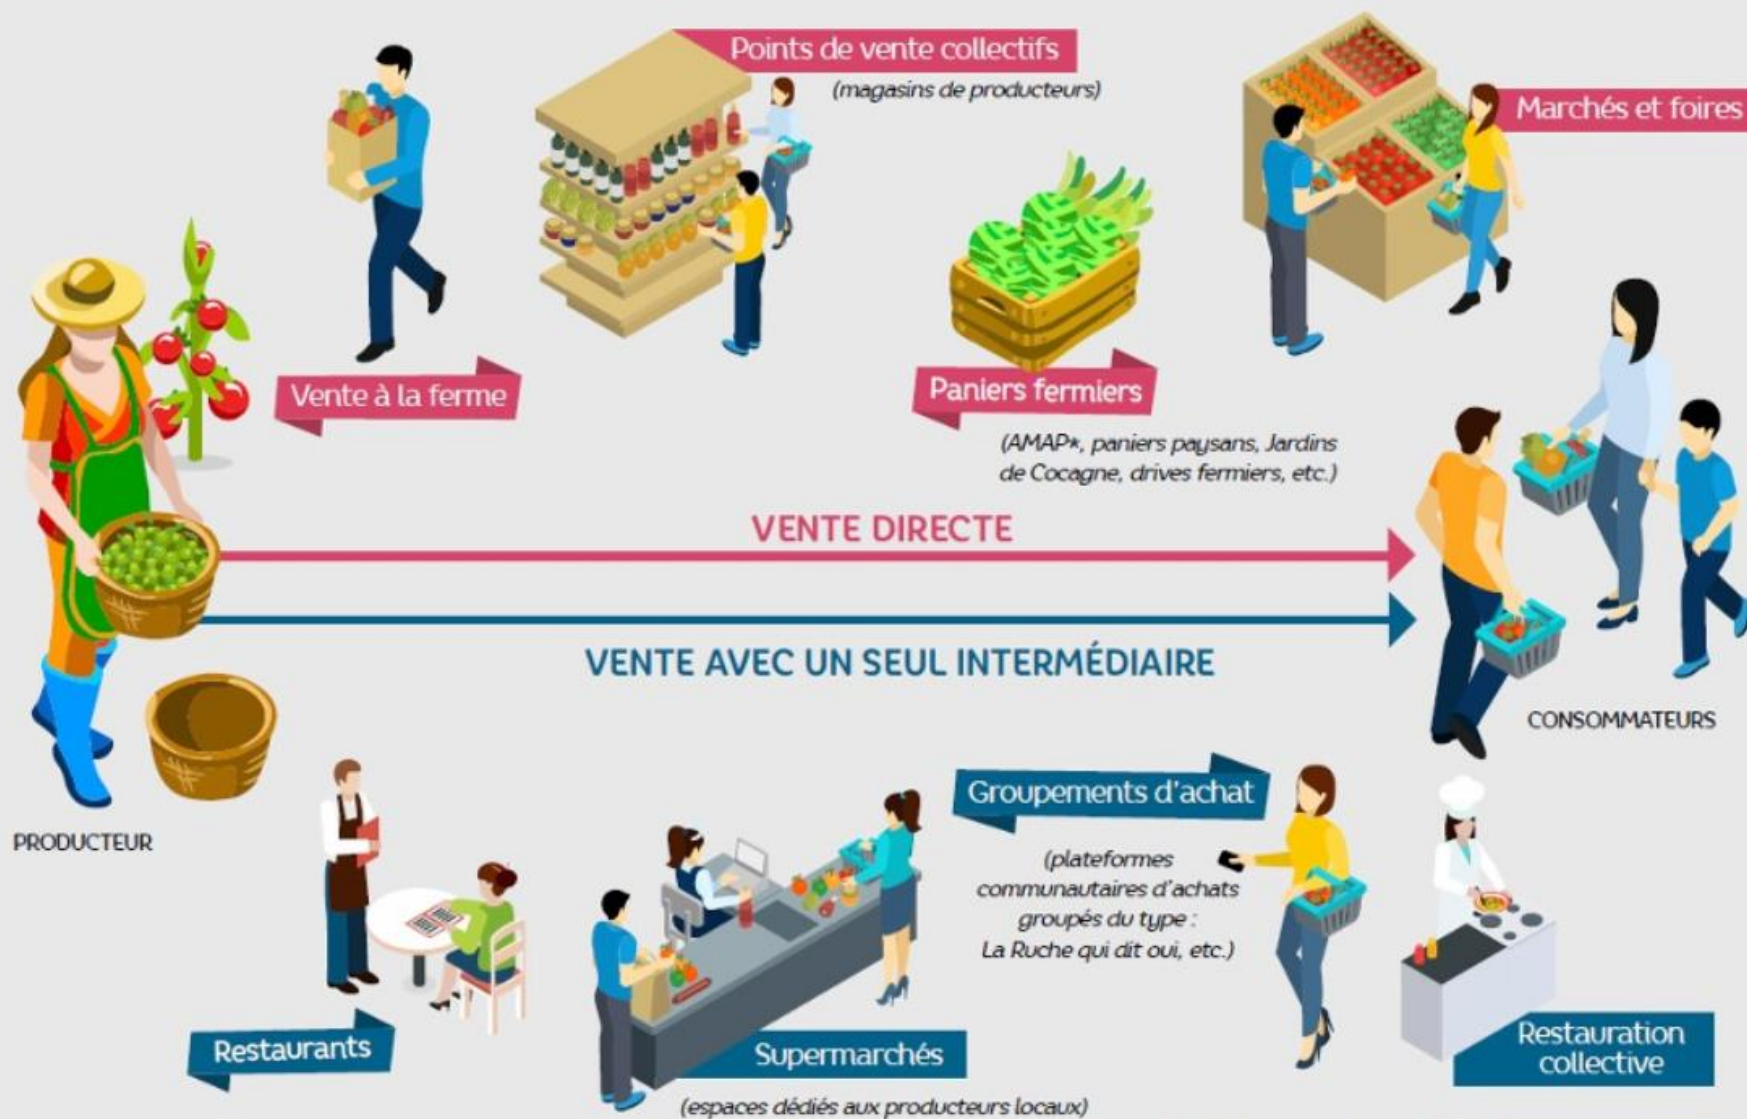 Points de vente collectifs
(magasins de producteurs)
Marchés et foires
Vente à la ferme
Paniers fermiers
(AMAP*, paniers paysans, Jardins
de Cocagne, drives fermiers, etc.)
VENTE DIRECTE
VENTE AVEC UN SEUL INTERMÉDIAIRE
CONSOMMATEURS
PRODUCTEUR
Groupements d'achat
(plateformes
communautaires d'achats
groupés du type :
La Ruche qui dit oui, etc.)
Restaurants
Supermarchés
(espaces dédiés aux producteurs locaux)
Restauration
collective